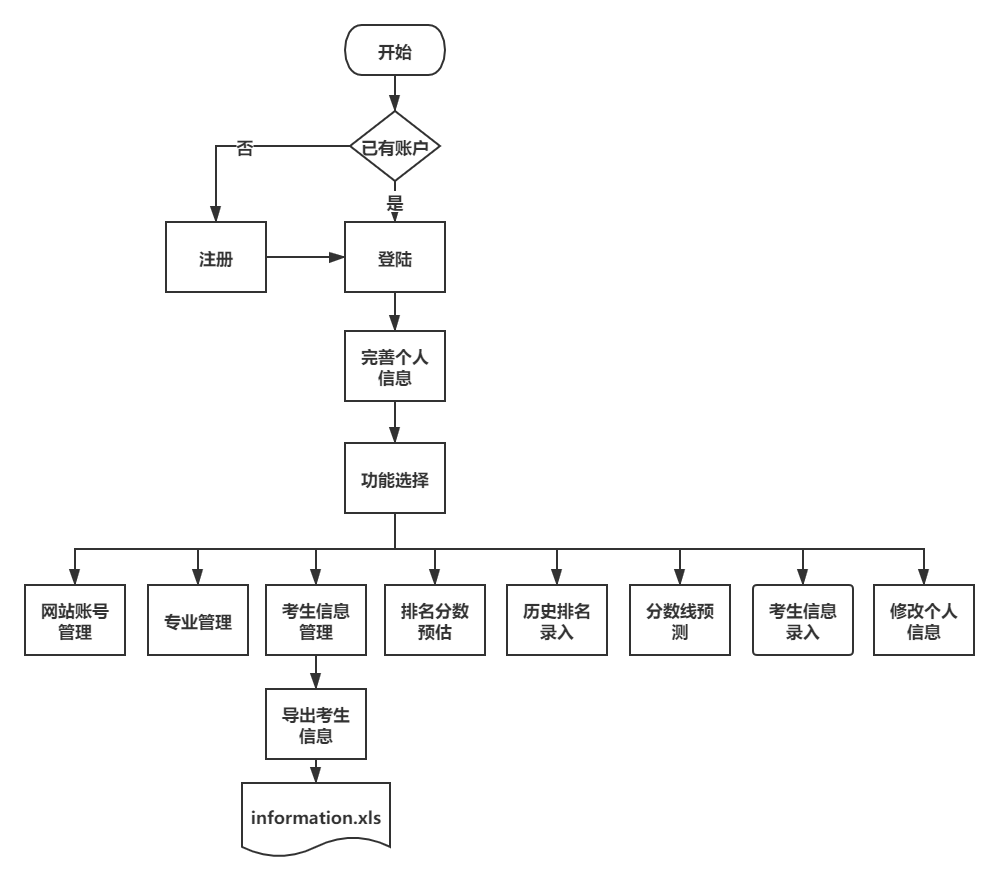 开始
已有账户
否
是
注册
登陆
完善个人
信息
功能选择
网站账号
管理
专业管理
考生信息
管理
排名分数
预估
历史排名
录入
分数线预
测
考生信息
录入
修改个人
信息
导出考生
信息
information.xls